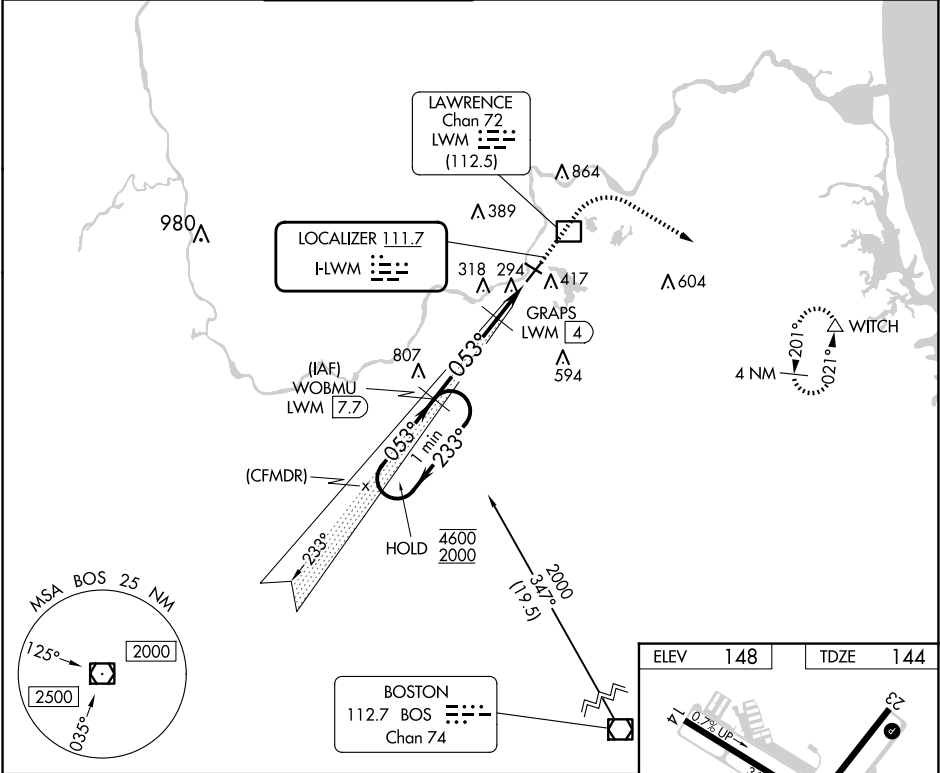 LAWRENCE
Chan 72
LWM
(112.5)
864
389
980
LOCALIZER 111.7
I-LWM
318
294
417
604
GRAPS
LWM 4
WITCH
201°
021°
4 NM
594
807
053°
(IAF)
WOBMU
LWM 7.7
053°
1 min
233°
(CFMDR)
HOLD
4600
2000
233°
2000
347°
(19.5)
MSA BOS 25 NM
125°
2000
2500
035°
BOSTON
112.7 BOS
Chan 74
ELEV 148
TDZE 144
14
0.7% UP
23
P